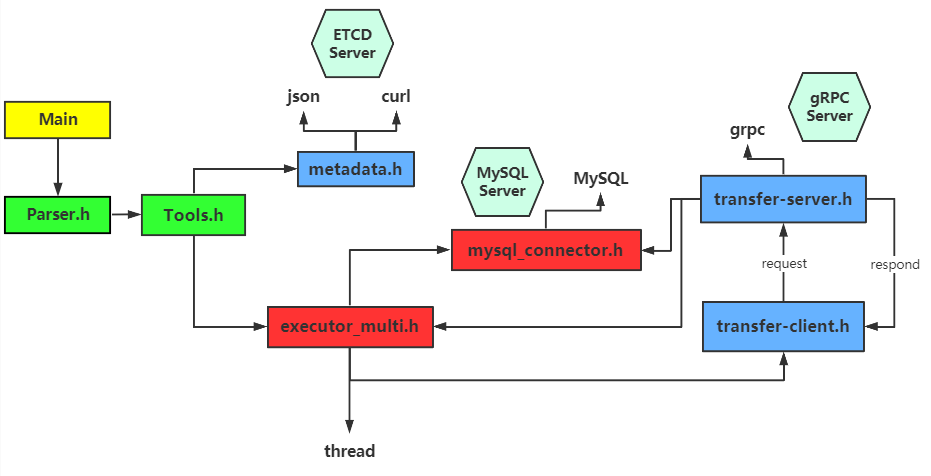 ETCD
Server
json
curl
gRPC
Server
Main
grpc
metadata.h
MySQL
Server
MySQL
transfer-server.h
Parser.h
Tools.h
mysql_connector.h
request
respond
executor_multi.h
transfer-client.h
thread